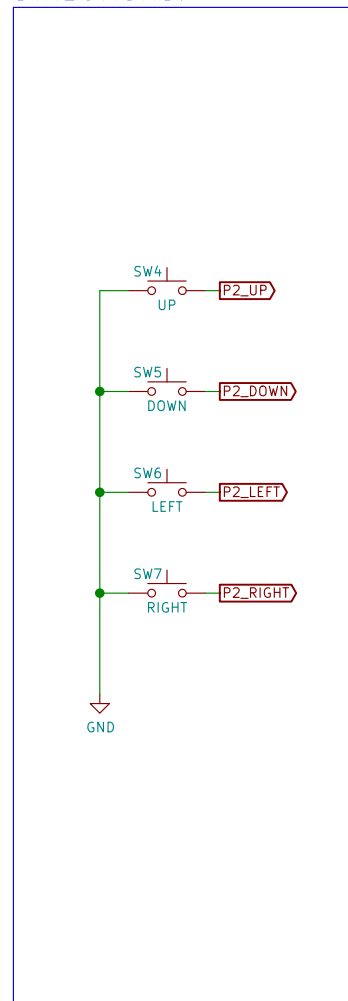 SW4
P2_UP
UP
SW5
P2_DOWN
DOWN
SW6
P2_LEFT
LEFT
SW7
P2_RIGHT
RIGHT
GND